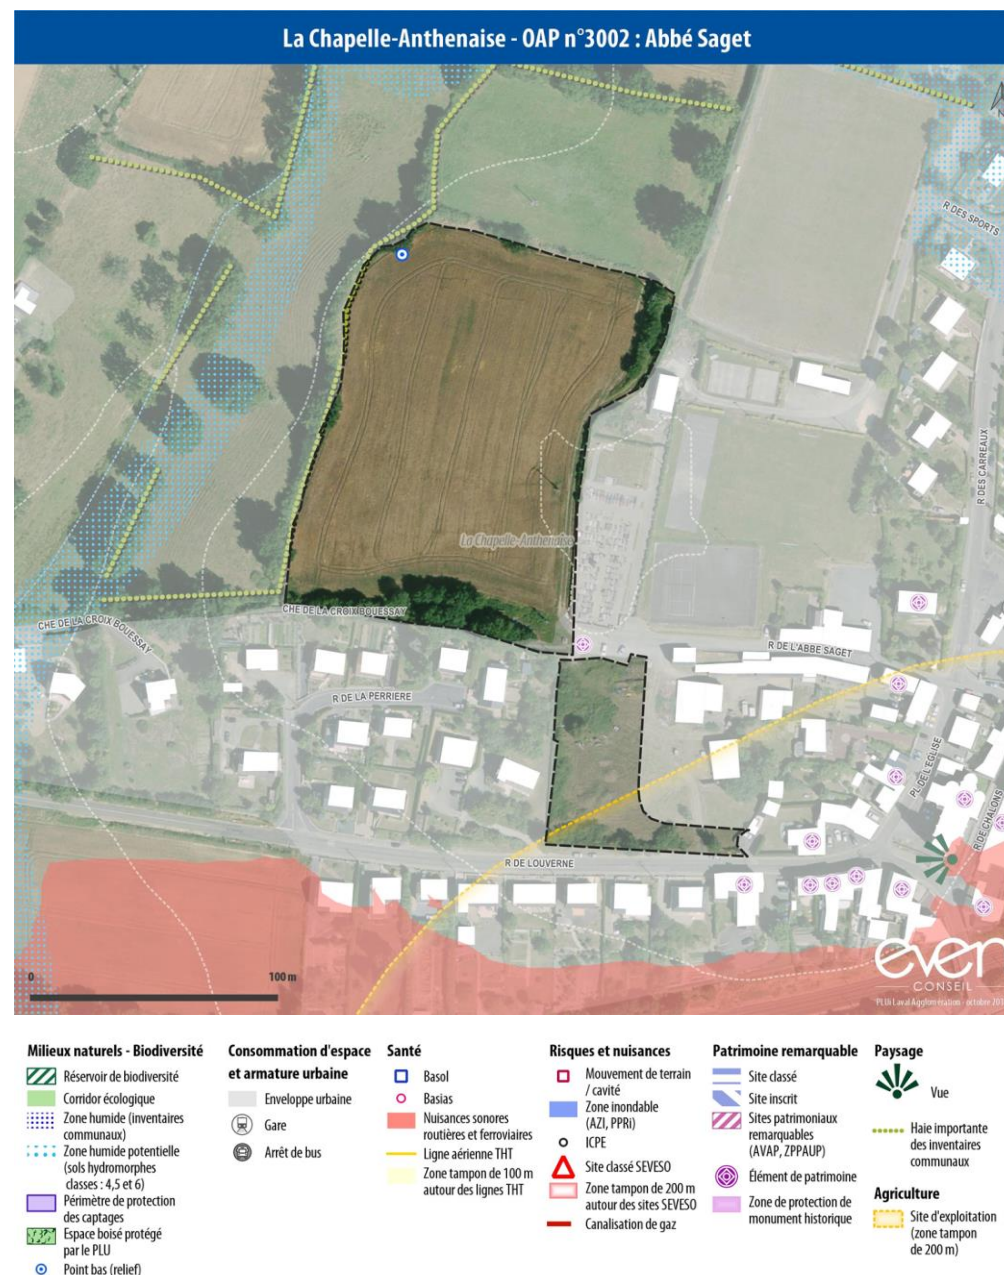 La Chapelle-Anthenaise - OAP n°3002 : Abbé Saget
R DES SPORTS
R DES CARREAUX
La Chapelle-Anthenaise
CHE DE LA CROIX BOUESSAY
CHE DE LA CROIX BOUESSAY
R DE L'ABBE SAGET
R DE LA PERRIERE
PL DE L'EGLISE
R DE CHALONS
R DE LOUVERNE
0
100 m
even
CONSEIL
PLUi Laval Agglomération - octobre
Milieux naturels - Biodiversité
Réservoir de biodiversité
Corridor écologique
Zone humide (inventaires
communaux)
Zone humide potentielle
(sols hydromorphes
classes : 4,5 et 6)
Périmètre de protection
des captages
Espace boisé protégé
par le PLU
Point bas (relief)
Consommation d'espace
et armature urbaine
Enveloppe urbaine
Gare
Arrêt de bus
Santé
Basol
Basias
Nuisances sonores
routières et ferroviaires
Ligne aérienne THT
Zone tampon de 100 m
autour des lignes THT
Risques et nuisances
Mouvement de terrain
/ cavité
Zone inondable
(AZI, PPRi)
ICPE
Site classé SEVESO
Zone tampon de 200 m
autour des sites SEVESO
Canalisation de gaz
Patrimoine remarquable
Site classé
Site inscrit
Sites patrimoniaux
remarquables
(AVAP, ZPPAUP)
Élément de patrimoine
Zone de protection de
monument historique
Paysage
Vue
Haie importante
des inventaires
communaux
Agriculture
Site d'exploitation
(zone tampon
de 200 m)